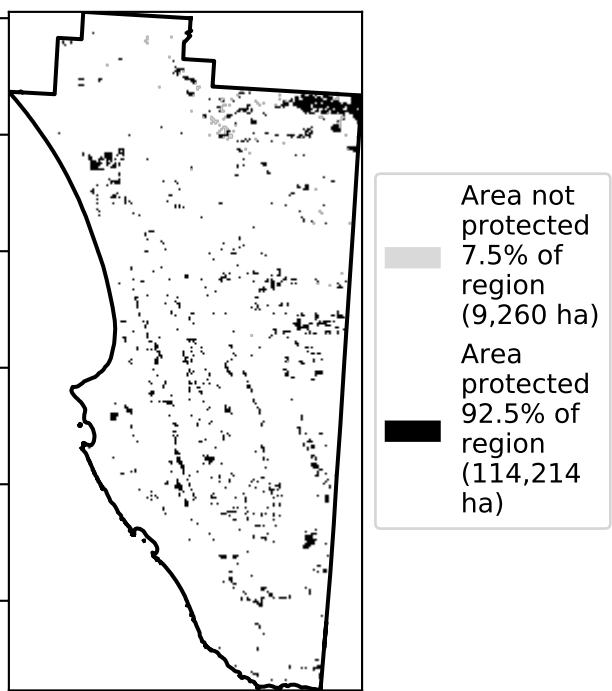 Area not
protected
7.5% of
region
(9,260 ha)
Area
protected
92.5% of
region
(114,214
ha)